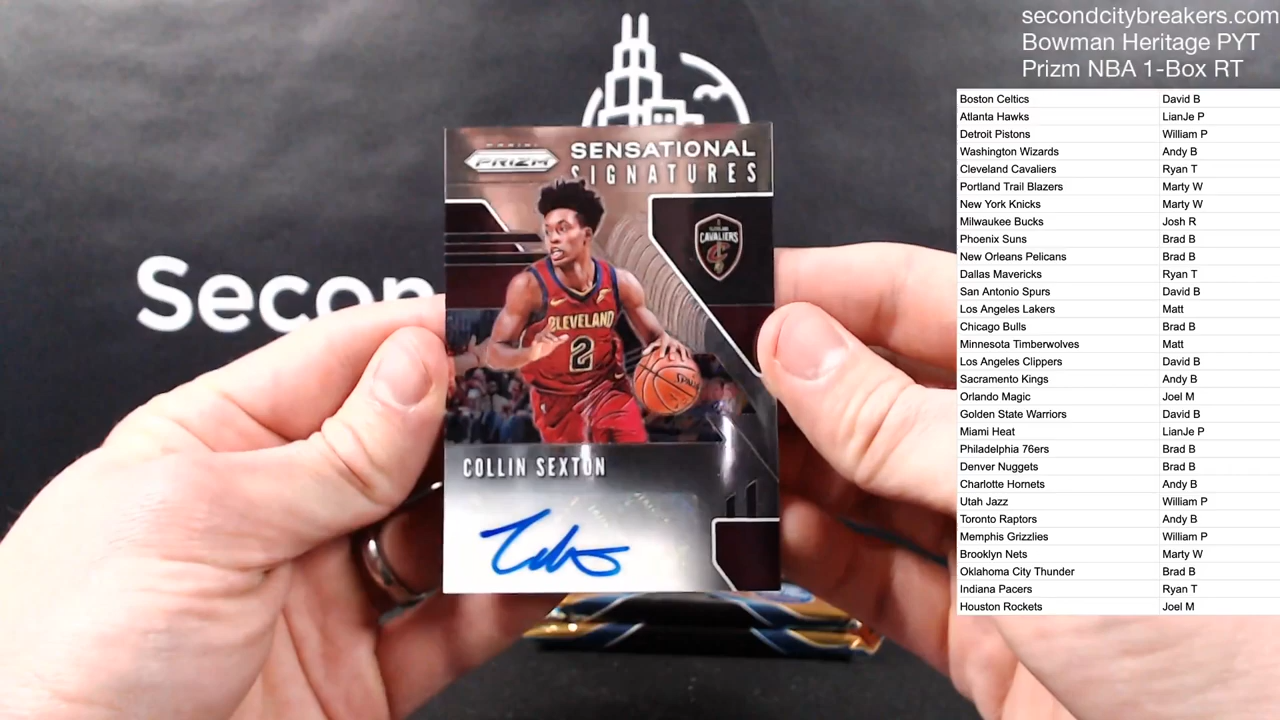 secondcitybreakers.com
Bowman Heritage PYT
Prizm NBA 1-Box RT
Boston Celtics David B
Atlanta Hawks LianJe P
Detroit Pistons William P
Washington Wizards Andy B
Cleveland Cavaliers Ryan T
Portland Trail Blazers Marty W
New York Knicks Marty W
Milwaukee Bucks Josh R
Phoenix Suns Brad B
New Orleans Pelicans Brad B
Dallas Mavericks Ryan T
San Antonio Spurs David B
Los Angeles Lakers Matt
Chicago Bulls Brad B
Minnesota Timberwolves Matt
Los Angeles Clippers David B
Sacramento Kings Andy B
Orlando Magic Joel M
Golden State Warriors David B
Miami Heat LianJe P
Philadelphia 76ers Brad B
Denver Nuggets Brad B
Charlotte Hornets Andy B
Utah Jazz William P
Toronto Raptors Andy B
Memphis Grizzlies William P
Brooklyn Nets Marty W
Oklahoma City Thunder Brad B
Indiana Pacers Ryan T
Houston Rockets Joel M
PANINI
PRIZM
SENSATIONAL
SIGNATURES
CLEVELAND
CAVALIERS
C
Secon
CLEVELAND
2
SPALDING
COLLIN SEXTON